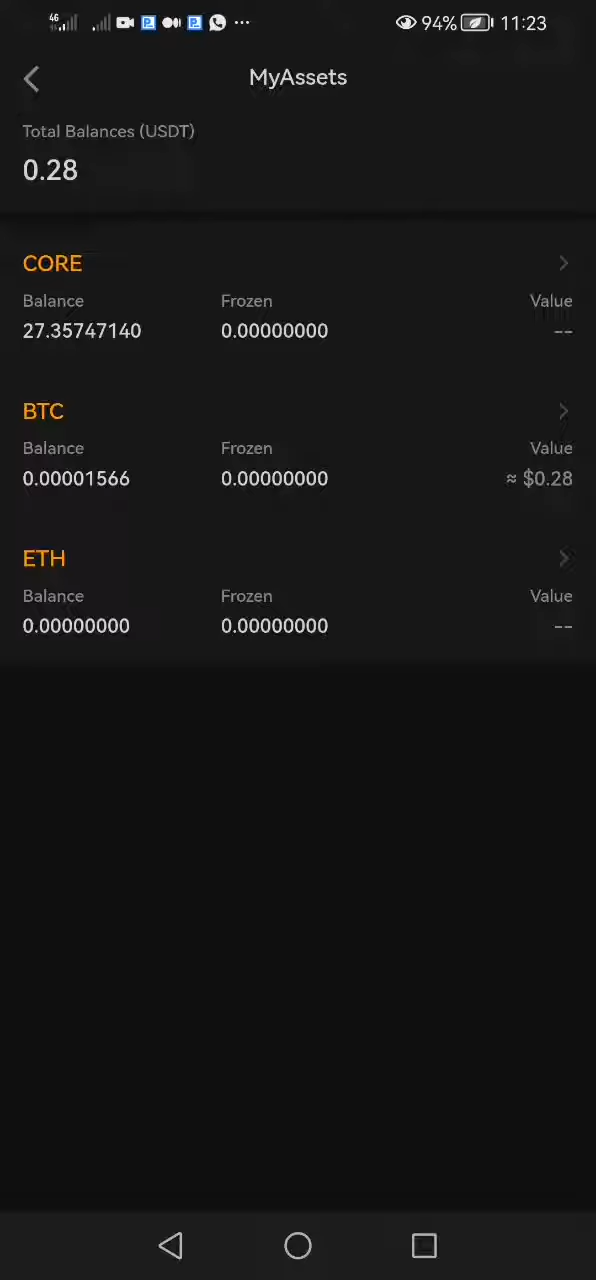 46 94% 11:23
MyAssets
Total Balances (USDT)
0.28
CORE
Balance Frozen Value
27.35747140 0.00000000 --
BTC
Balance Frozen Value
0.00001566 0.00000000 ≈ $0.28
ETH
Balance Frozen Value
0.00000000 0.00000000 --